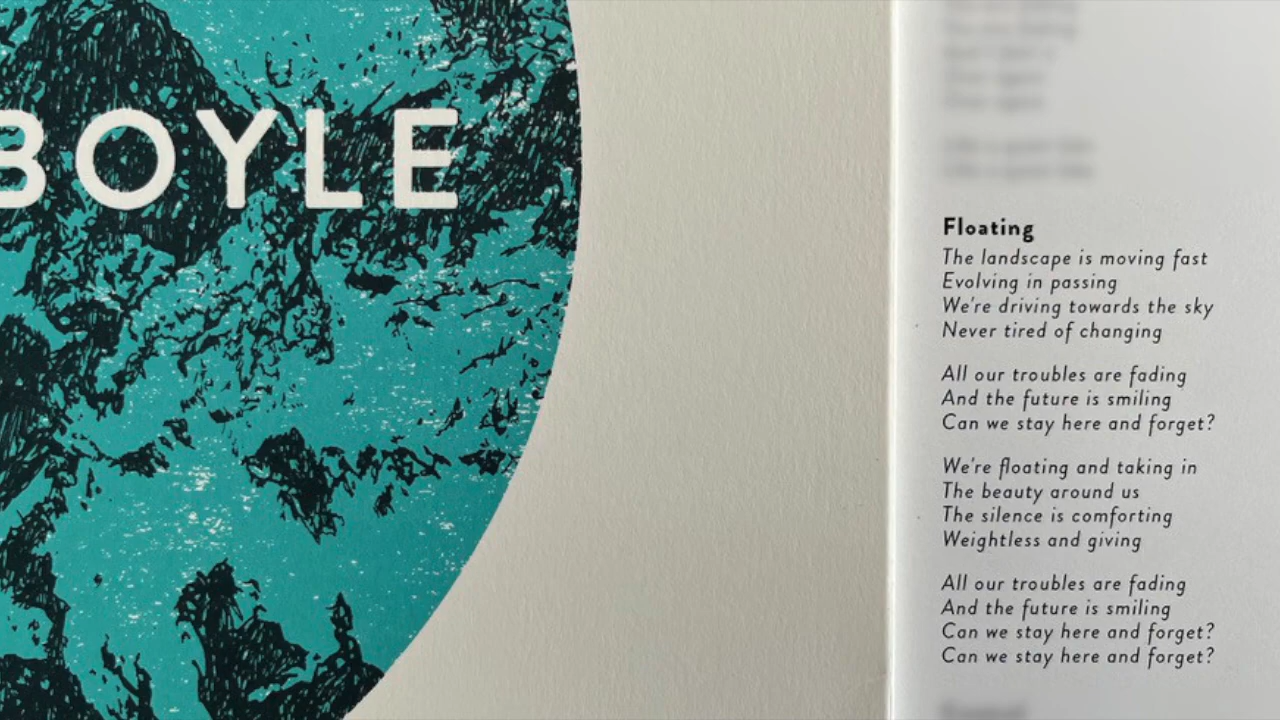 BOYLE
Floating
The landscape is moving fast
Evolving in passing
We're driving towards the sky
Never tired of changing
All our troubles are fading
And the future is smiling
Can we stay here and forget?
We're floating and taking in
The beauty around us
The silence is comforting
Weightless and giving
All our troubles are fading
And the future is smiling
Can we stay here and forget?
Can we stay here and forget?